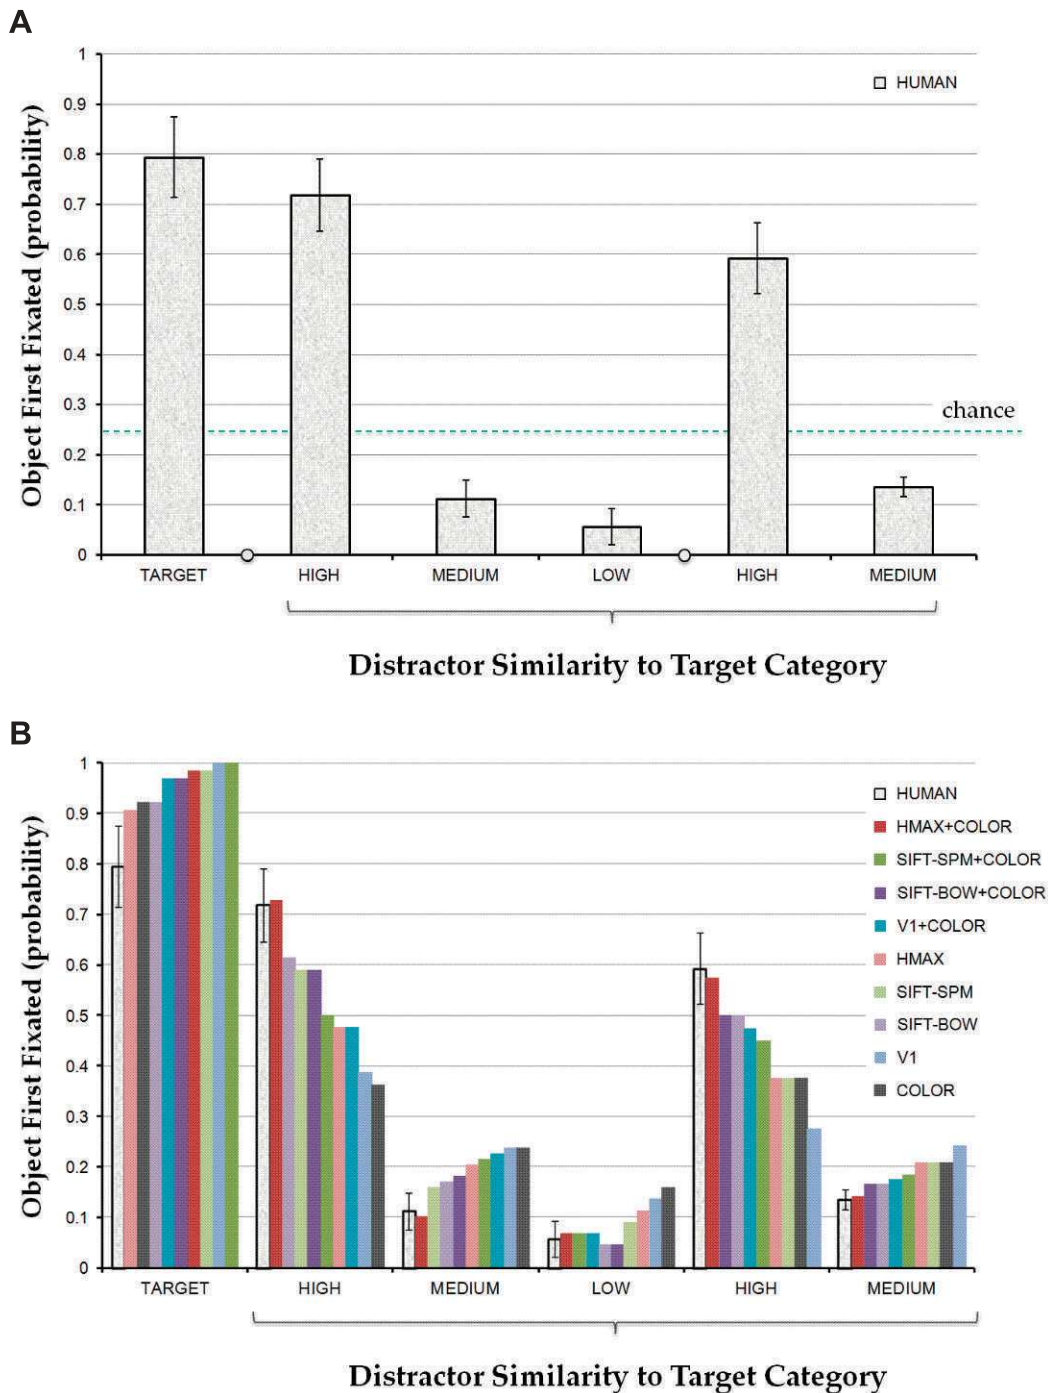 A
1
0.9
0.8
0.7
0.6
0.5
0.4
0.3
0.2
0.1
0
Object First Fixated (probability)
HUMAN
chance
TARGET HIGH MEDIUM LOW HIGH MEDIUM
Distractor Similarity to Target Category
B
1
0.9
0.8
0.7
0.6
0.5
0.4
0.3
0.2
0.1
0
Object First Fixated (probability)
HUMAN
HMAX+COLOR
SIFT-SPM+COLOR
SIFT-BOW+COLOR
V1+COLOR
HMAX
SIFT-SPM
SIFT-BOW
V1
COLOR
TARGET HIGH MEDIUM LOW HIGH MEDIUM
Distractor Similarity to Target Category